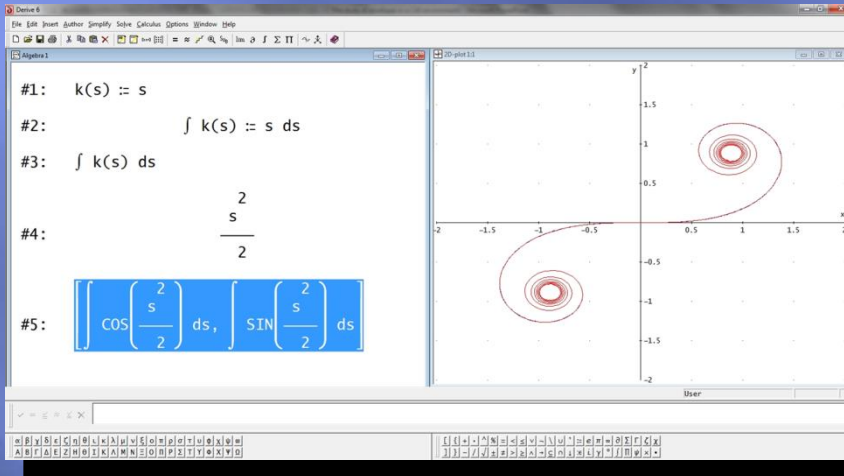 Derive 6
File Edit Insert Author Simplify Solve Calculus Options Window Help
Algebra 1
#1: k(s) := s
#2: ∫ k(s) := s ds
#3: ∫ k(s) ds
#4: s^2 / 2
#5: [∫ COS(s^2 / 2) ds, ∫ SIN(s^2 / 2) ds]
2D-plot 1:1
y
2
1.5
1
0.5
-2 -1.5 -1 -0.5 0.5 1 1.5 2
x
-0.5
-1
-1.5
-2
User
α β γ δ ε ζ η θ ι κ λ μ ν ξ ο π ρ σ τ υ φ χ ψ ω
Α Β Γ Δ Ε Ζ Η Θ Ι Κ Λ Μ Ν Ξ Ο Π Ρ Σ Τ Υ Φ Χ Ψ Ω